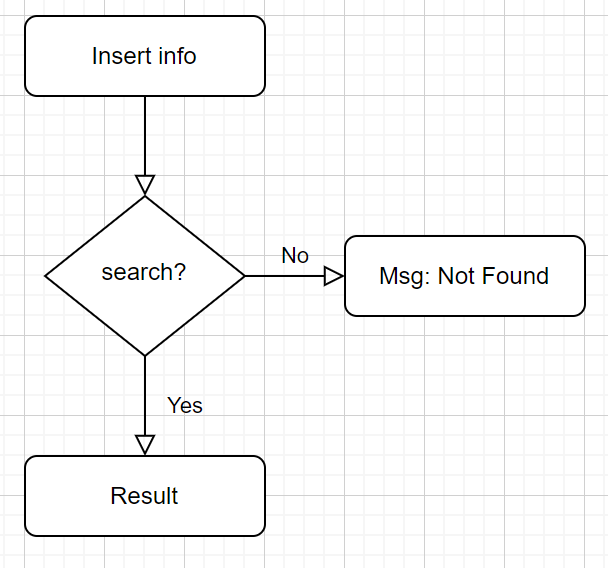 Insert info
search?
No
Msg: Not Found
Yes
Result